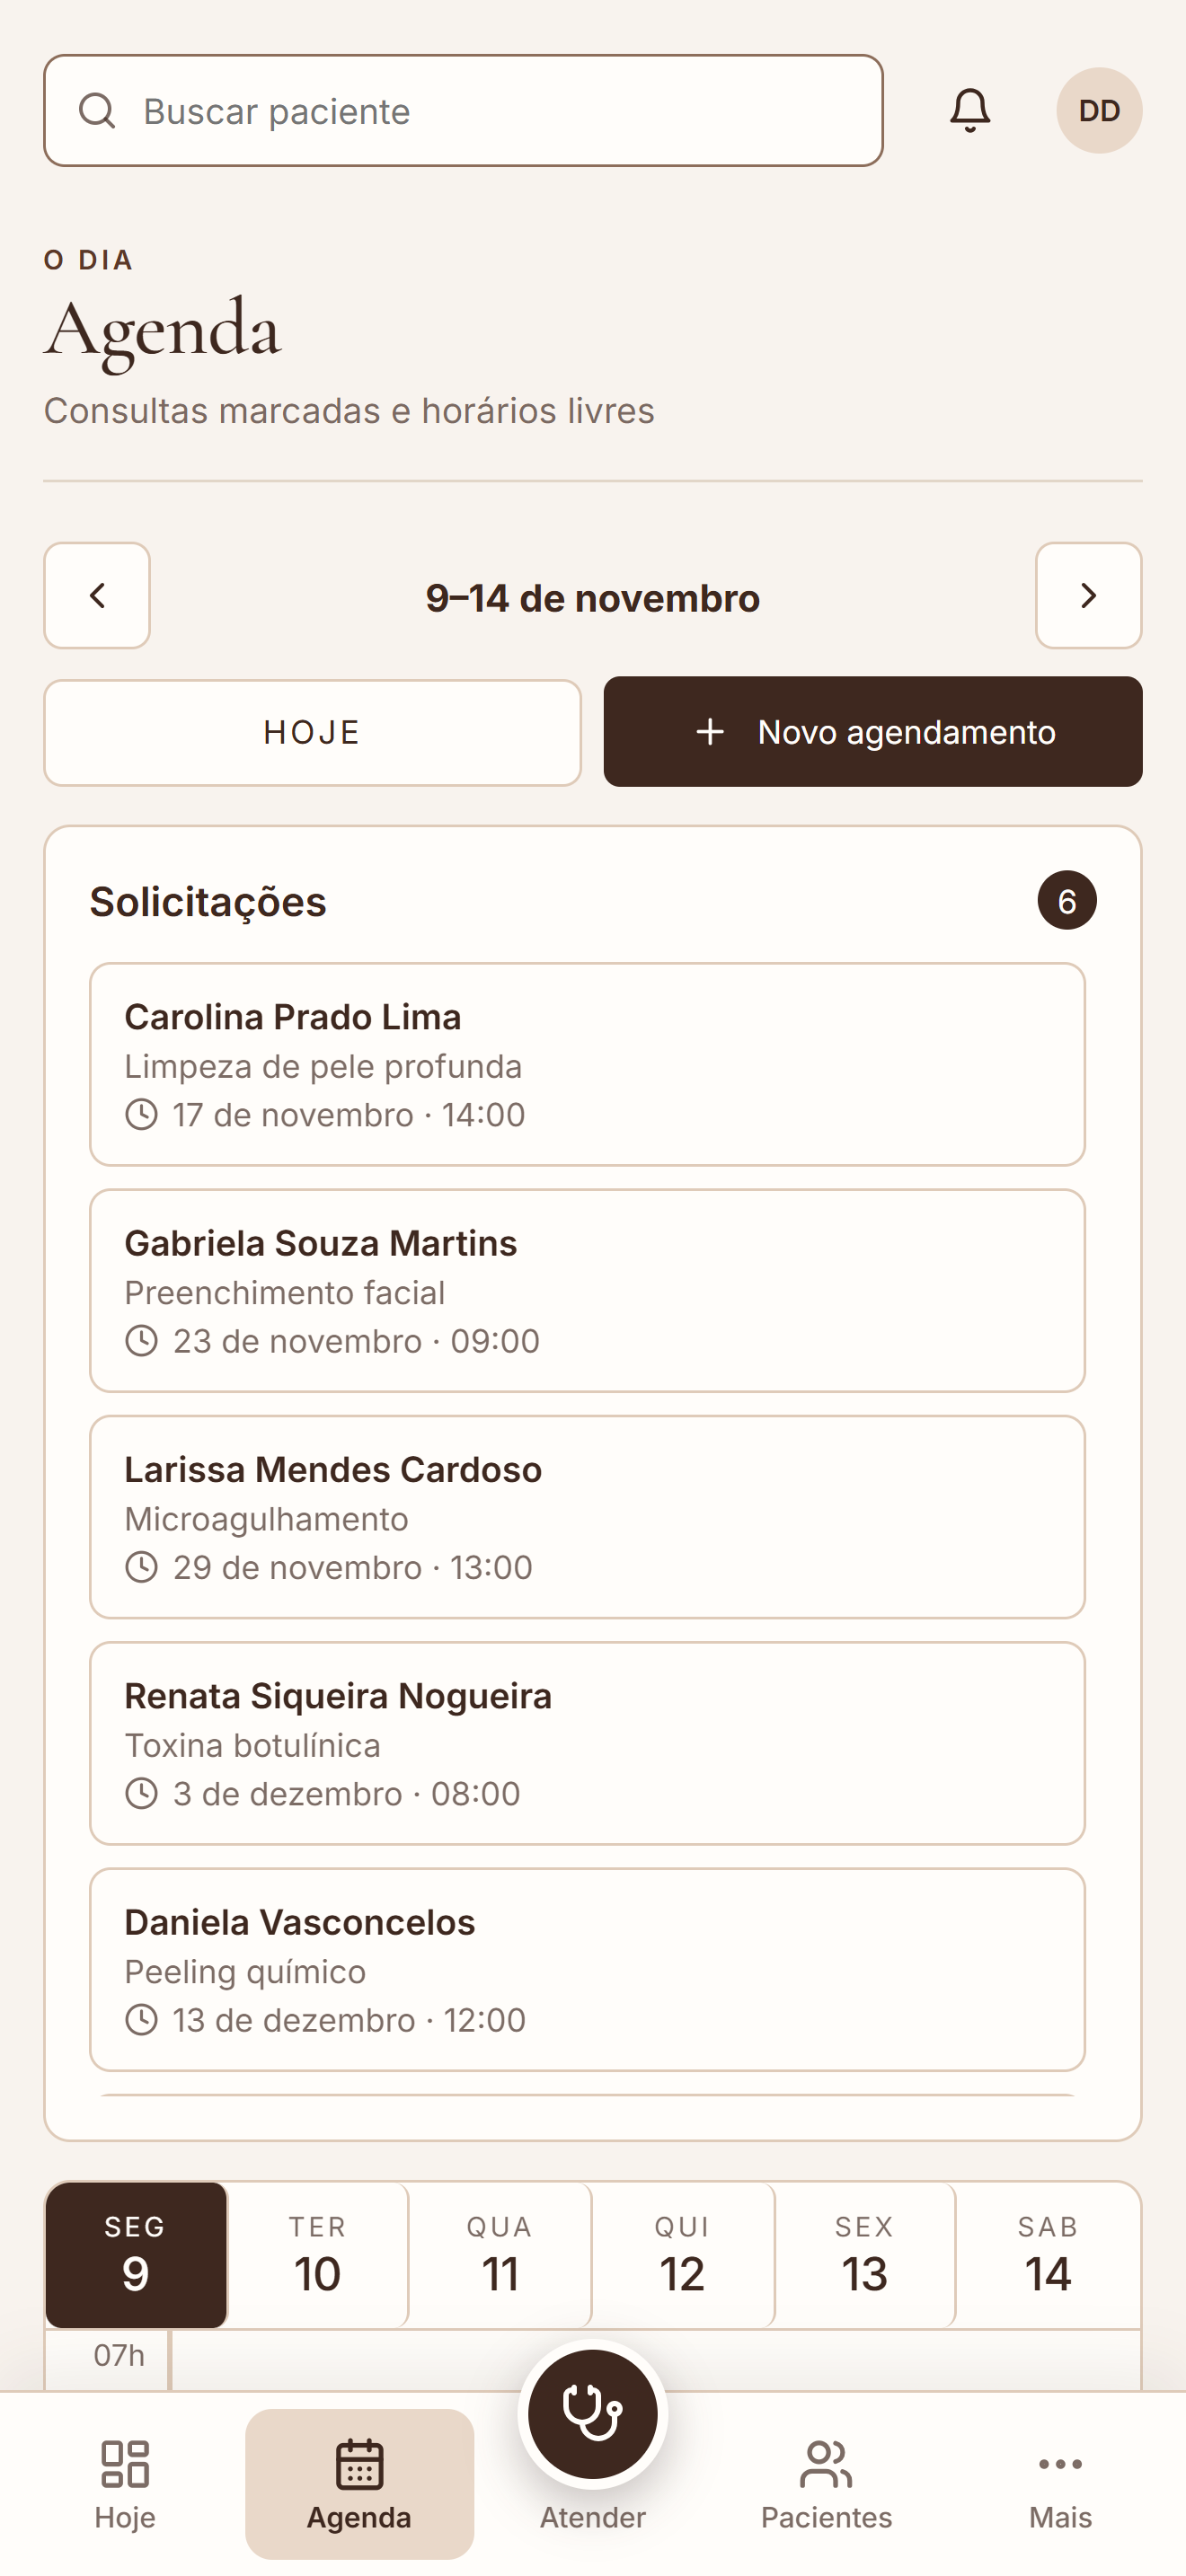 Buscar paciente
DD
O DIA
Agenda
Consultas marcadas e horários livres
9–14 de novembro
HOJE
Novo agendamento
Solicitações
6
Carolina Prado Lima
Limpeza de pele profunda
17 de novembro · 14:00
Gabriela Souza Martins
Preenchimento facial
23 de novembro · 09:00
Larissa Mendes Cardoso
Microagulhamento
29 de novembro · 13:00
Renata Siqueira Nogueira
Toxina botulínica
3 de dezembro · 08:00
Daniela Vasconcelos
Peeling químico
13 de dezembro · 12:00
SEG TER QUA QUI SEX SAB
9 10 11 12 13 14
07h
Hoje Agenda Atender Pacientes Mais